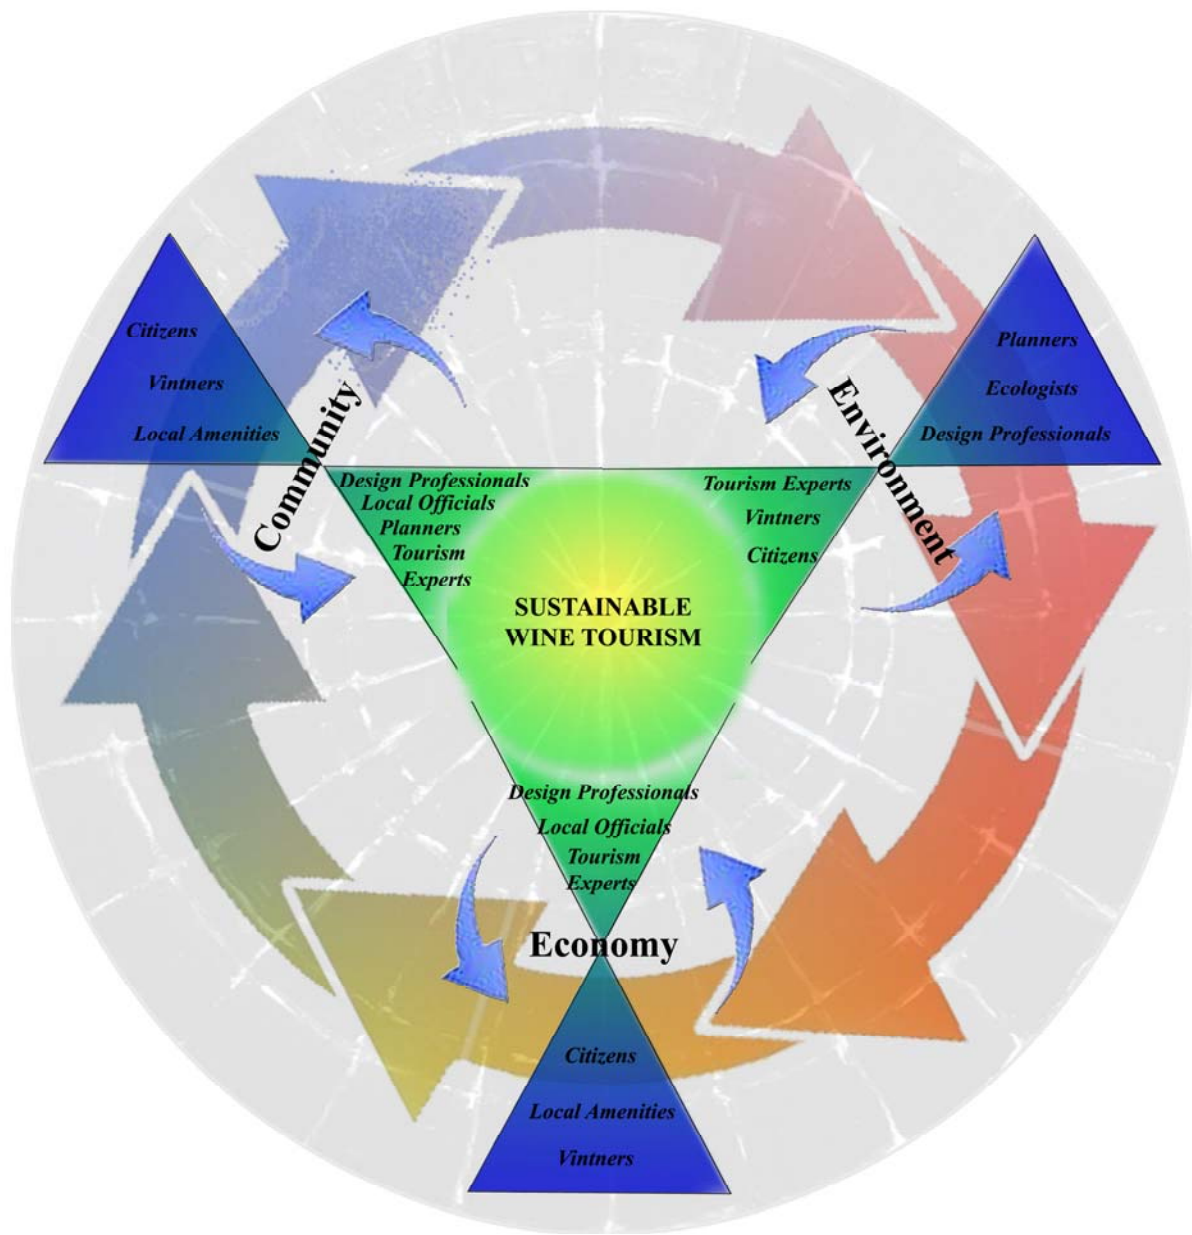 Citizens
Vintners
Local Amenities
Community
Planners
Ecologists
Design Professionals
Environment
Design Professionals
Local Officials
Planners
Tourism
Experts
Tourism Experts
Vintners
Citizens
SUSTAINABLE
WINE TOURISM
Design Professionals
Local Officials
Tourism
Experts
Economy
Citizens
Local Amenities
Vintners